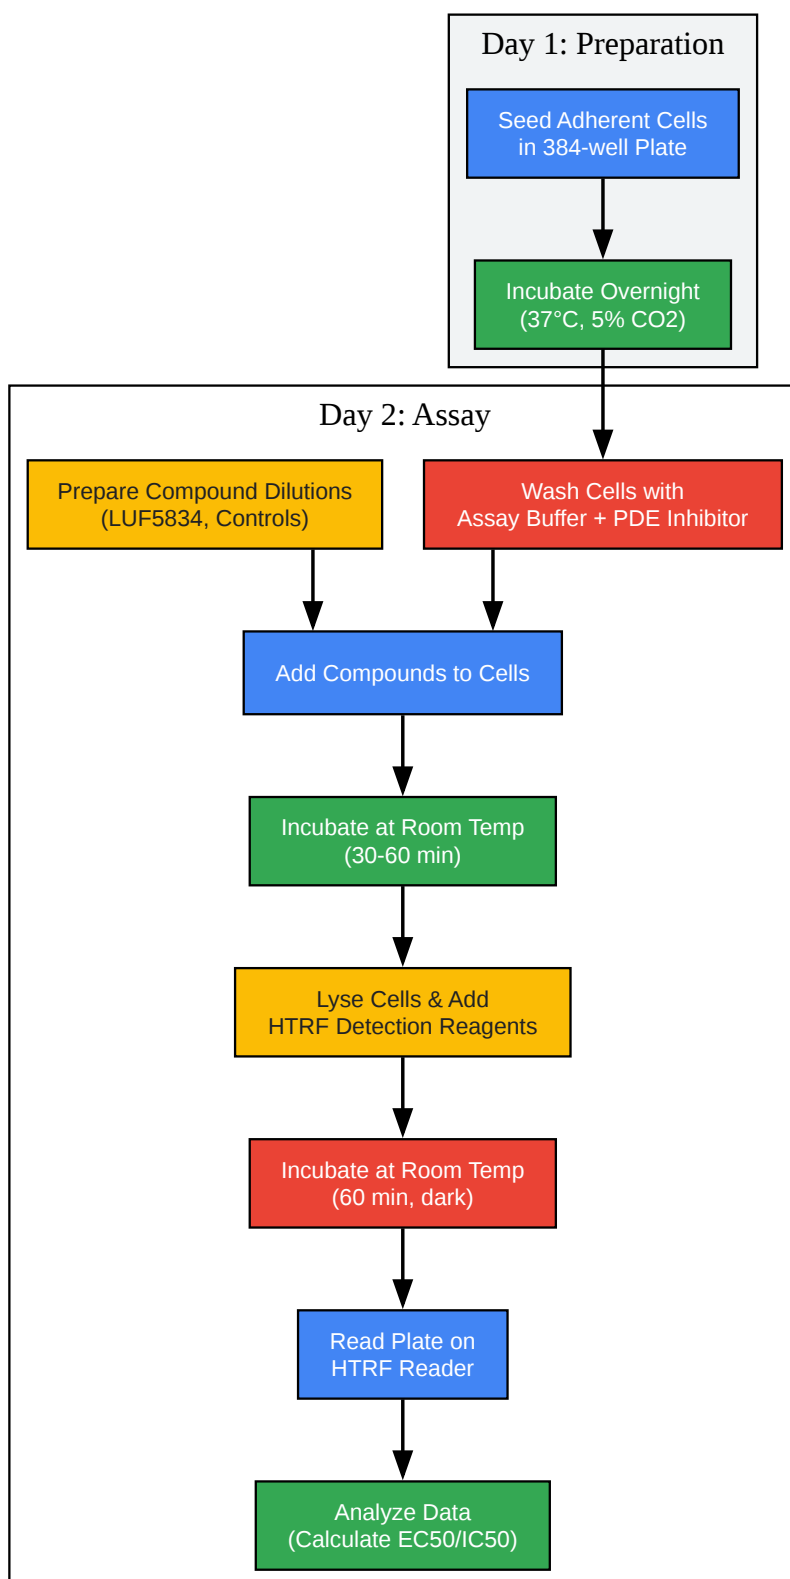 Day 1: Preparation
Seed Adherent Cells
in 384-well Plate
Incubate Overnight
(37°C, 5% CO2)
Day 2: Assay
Prepare Compound Dilutions
(LUF5834, Controls)
Wash Cells with
Assay Buffer + PDE Inhibitor
Add Compounds to Cells
Incubate at Room Temp
(30-60 min)
Lyse Cells & Add
HTRF Detection Reagents
Incubate at Room Temp
(60 min, dark)
Read Plate on
HTRF Reader
Analyze Data
(Calculate EC50/IC50)